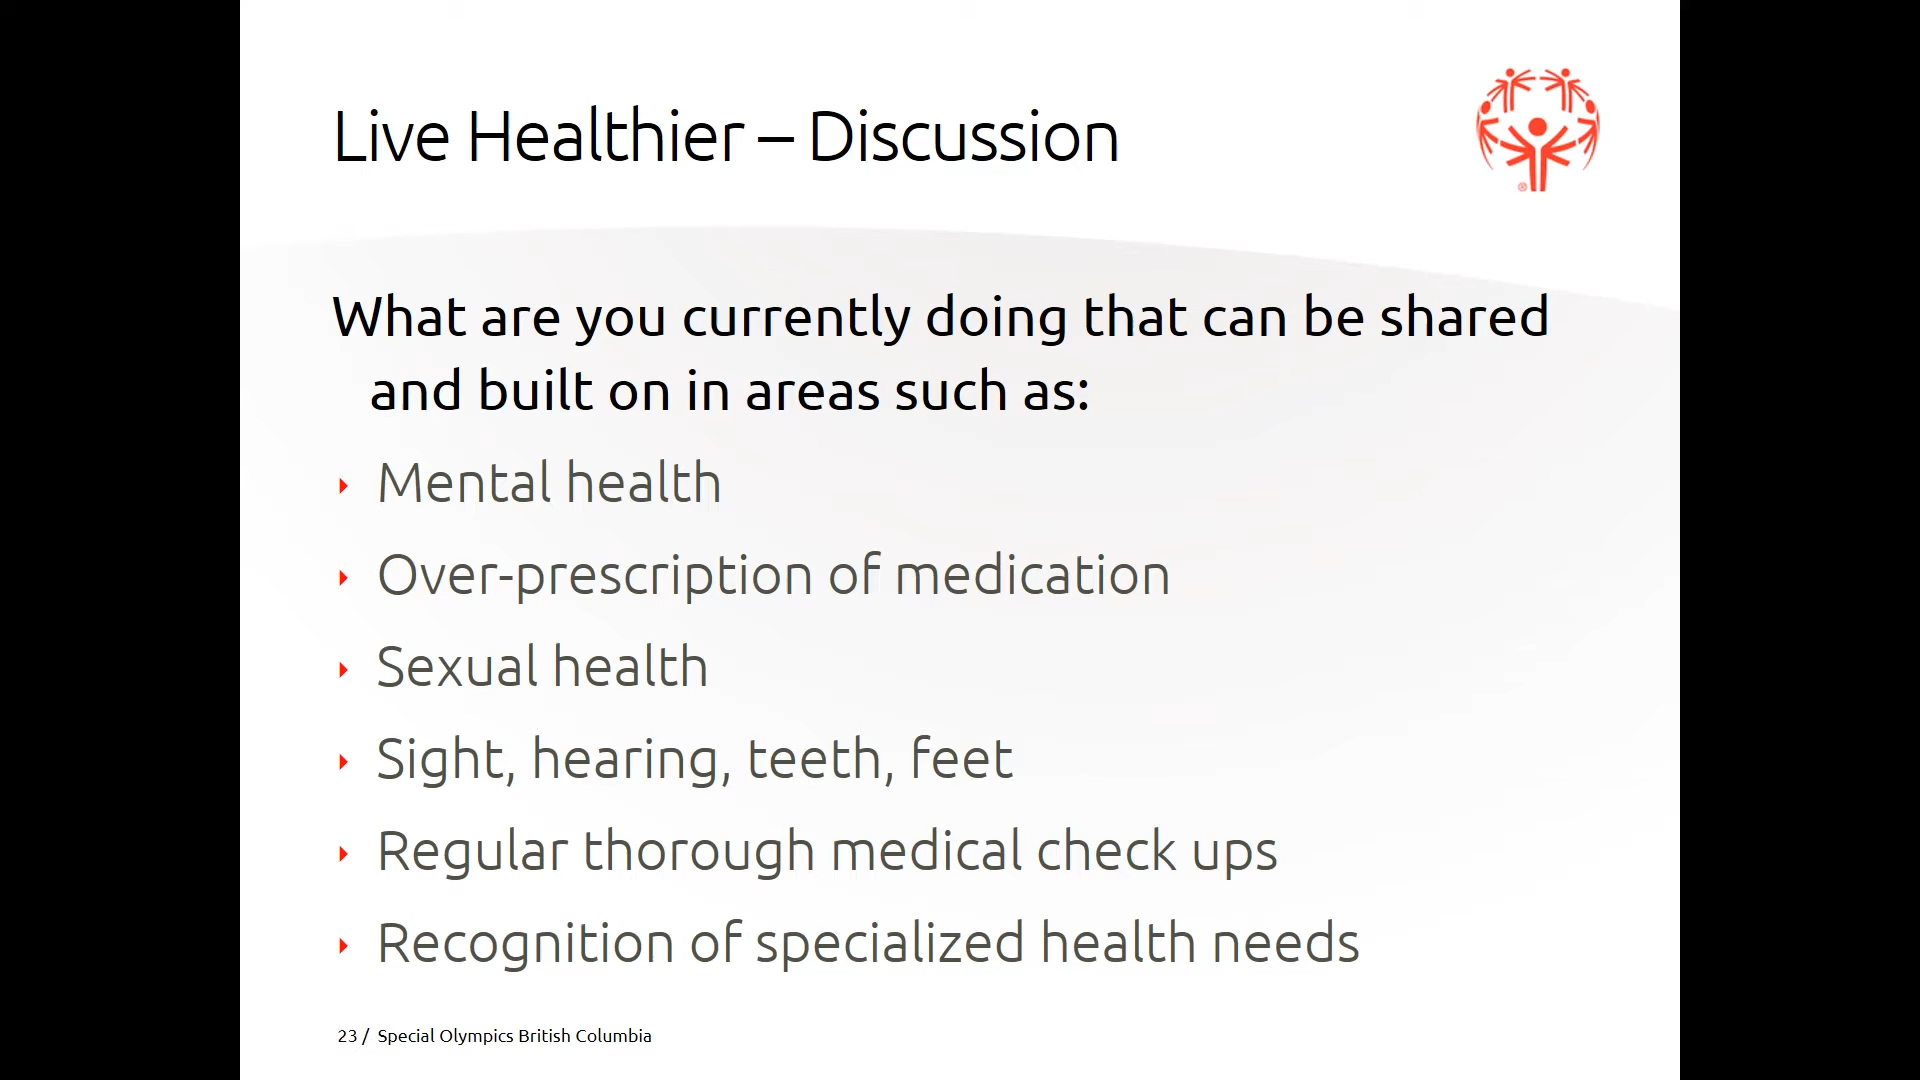 Live Healthier – Discussion
What are you currently doing that can be shared
and built on in areas such as:
‣ Mental health
‣ Over-prescription of medication
‣ Sexual health
‣ Sight, hearing, teeth, feet
‣ Regular thorough medical check ups
‣ Recognition of specialized health needs
23 / Special Olympics British Columbia
®